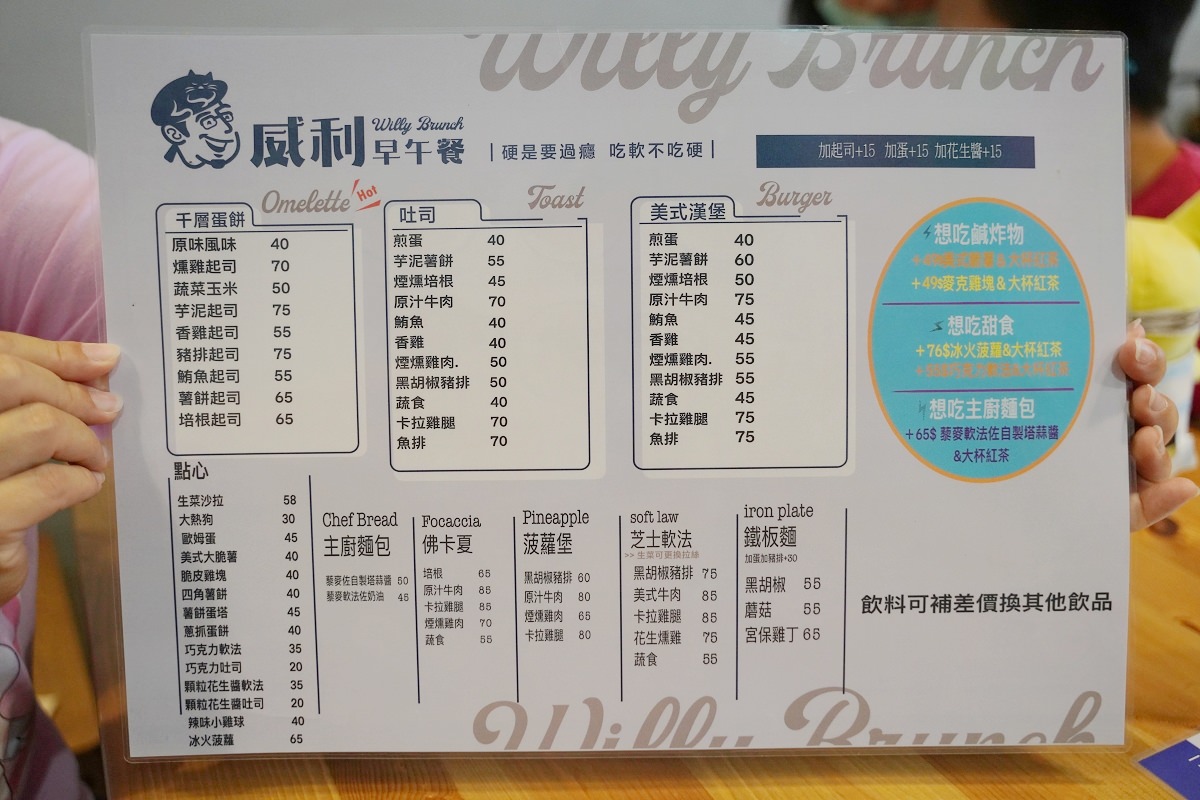 Willy Brunch
威利
Willy Brunch
早午餐
|硬是要過癮 吃軟不吃硬|
加起司+15 加蛋+15 加花生醬+15
千層蛋餅 Omelette Hot
原味風味 40
燻雞起司 70
蔬菜玉米 50
芋泥起司 75
香雞起司 55
豬排起司 75
鮪魚起司 55
薯餅起司 65
培根起司 65
吐司 Toast
煎蛋 40
芋泥薯餅 55
煙燻培根 45
原汁牛肉 70
鮪魚 40
香雞 40
煙燻雞肉. 50
黑胡椒豬排 50
蔬食 40
卡拉雞腿 70
魚排 70
美式漢堡 Burger
煎蛋 40
芋泥薯餅 60
煙燻培根 50
原汁牛肉 75
鮪魚 45
香雞 45
煙燻雞肉. 55
黑胡椒豬排 55
蔬食 45
卡拉雞腿 75
魚排 75
想吃鹹炸物
+49$麥克雞塊&大杯紅茶
想吃甜食
+76$冰火菠蘿&大杯紅茶
想吃主廚麵包
+65$ 藜麥軟法佐自製塔蒜醬
&大杯紅茶
點心
生菜沙拉 58
大熱狗 30
歐姆蛋 45
美式大脆薯 40
脆皮雞塊 40
四角薯餅 40
薯餅蛋塔 45
蔥抓蛋餅 40
巧克力軟法 35
巧克力吐司 20
顆粒花生醬軟法 35
顆粒花生醬吐司 20
辣味小雞球 40
冰火菠蘿 65
Chef Bread
主廚麵包
藜麥佐自製塔蒜醬 50
藜麥軟法佐奶油 45
Focaccia
佛卡夏
培根 65
原汁牛肉 85
卡拉雞腿 85
煙燻雞肉 70
蔬食 55
Pineapple
菠蘿堡
黑胡椒豬排 60
原汁牛肉 80
煙燻雞肉 65
卡拉雞腿 80
soft law
芝士軟法
>> 生菜可更換拉絲
黑胡椒豬排 75
美式牛肉 85
卡拉雞腿 85
花生燻雞 75
蔬食 55
iron plate
鐵板麵
加蛋加豬排+30
黑胡椒 55
蘑菇 55
宮保雞丁 65
飲料可補差價換其他飲品
Willy Brunch